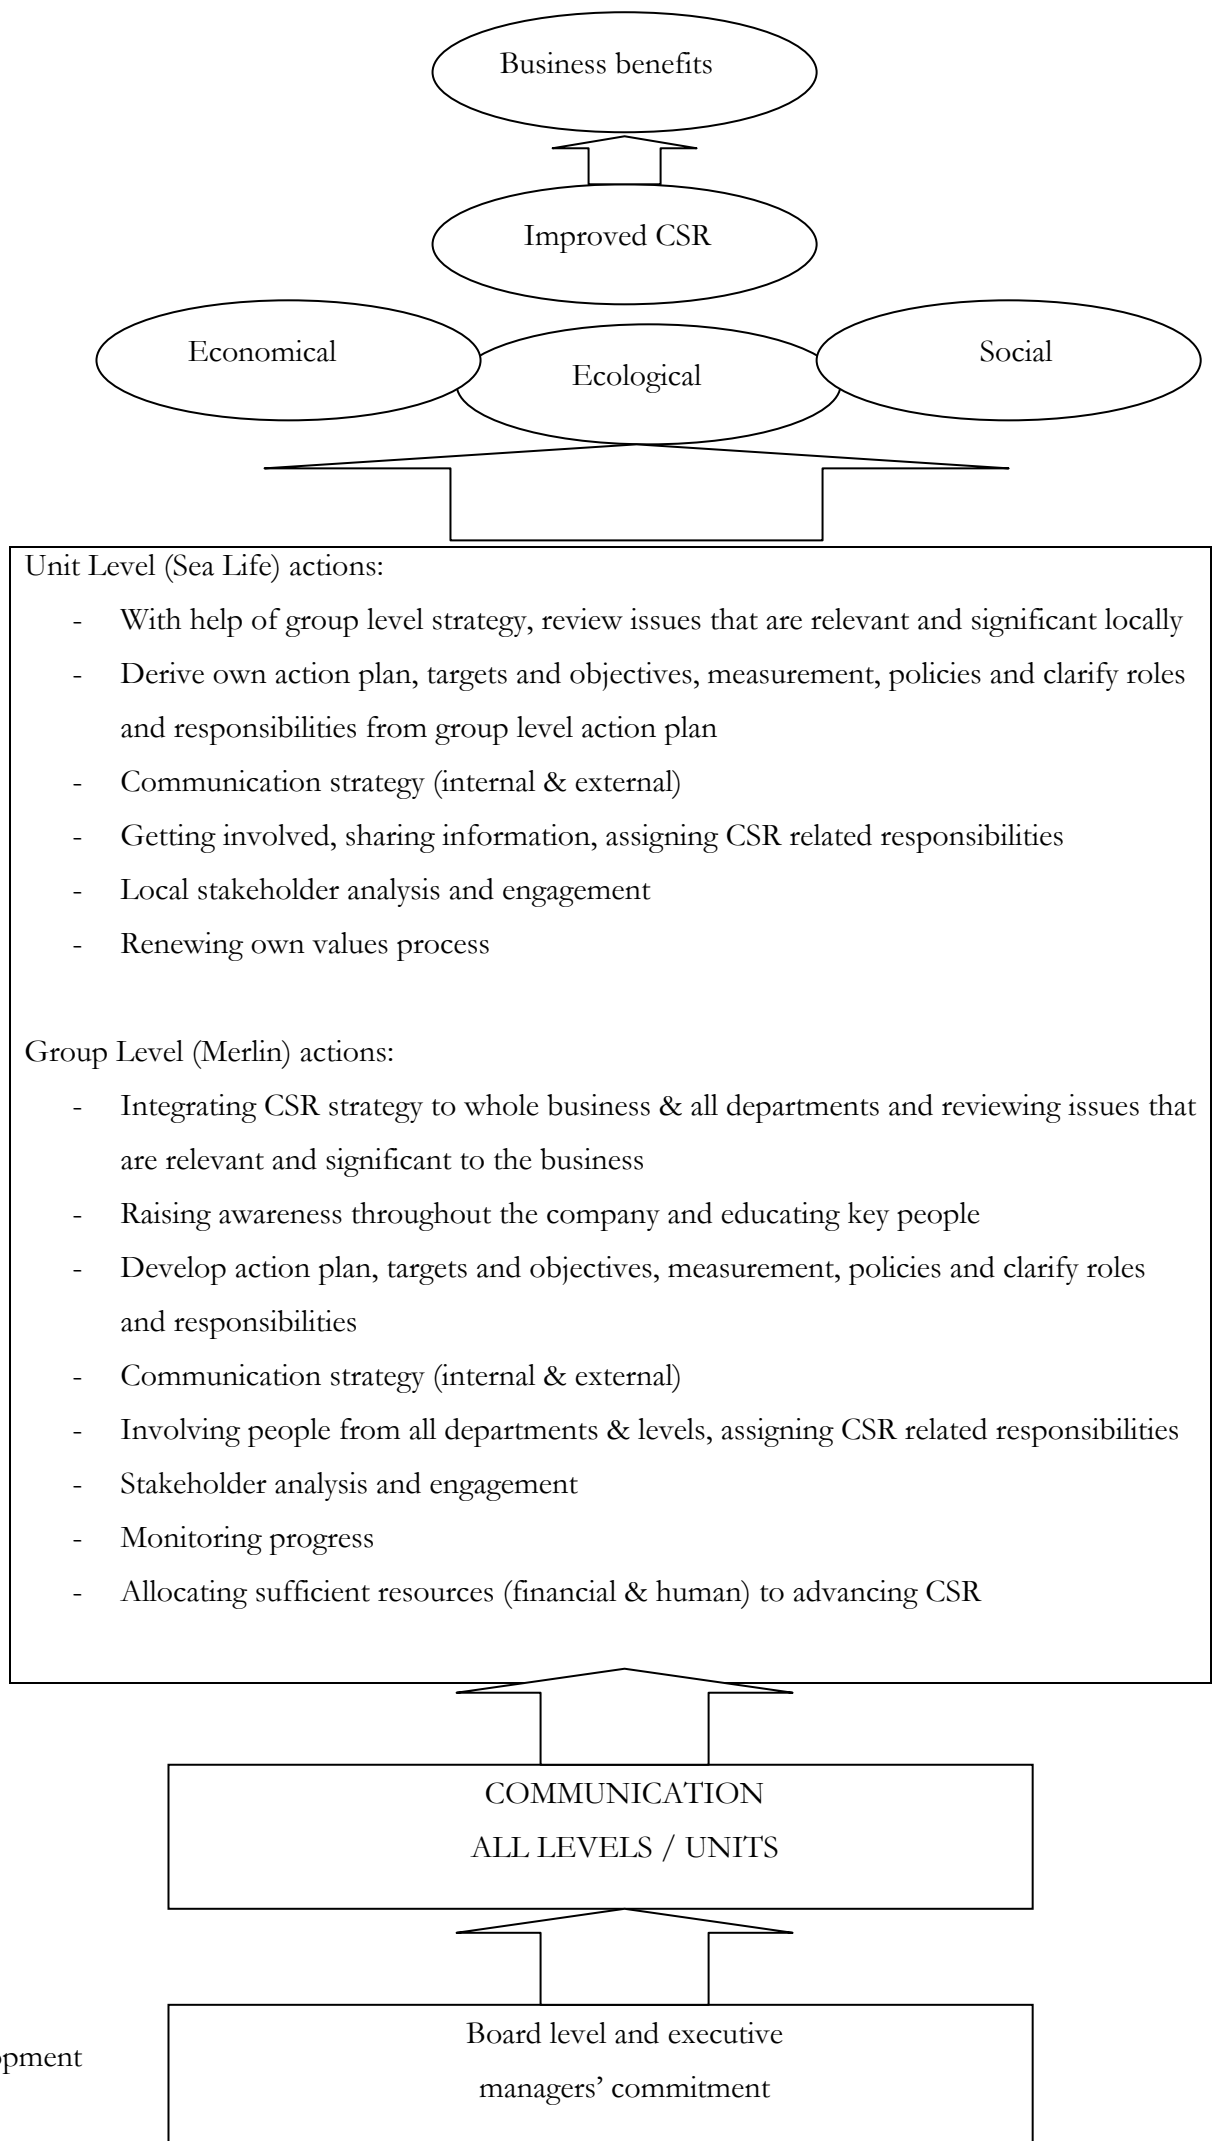 Business benefits
Improved CSR
Economical
Ecological
Social
Unit Level (Sea Life) actions:
- With help of group level strategy, review issues that are relevant and significant locally
- Derive own action plan, targets and objectives, measurement, policies and clarify roles
and responsibilities from group level action plan
- Communication strategy (internal & external)
- Getting involved, sharing information, assigning CSR related responsibilities
- Local stakeholder analysis and engagement
- Renewing own values process
Group Level (Merlin) actions:
- Integrating CSR strategy to whole business & all departments and reviewing issues that
are relevant and significant to the business
- Raising awareness throughout the company and educating key people
- Develop action plan, targets and objectives, measurement, policies and clarify roles
and responsibilities
- Communication strategy (internal & external)
- Involving people from all departments & levels, assigning CSR related responsibilities
- Stakeholder analysis and engagement
- Monitoring progress
- Allocating sufficient resources (financial & human) to advancing CSR
COMMUNICATION
ALL LEVELS / UNITS
Board level and executive
managers’ commitment